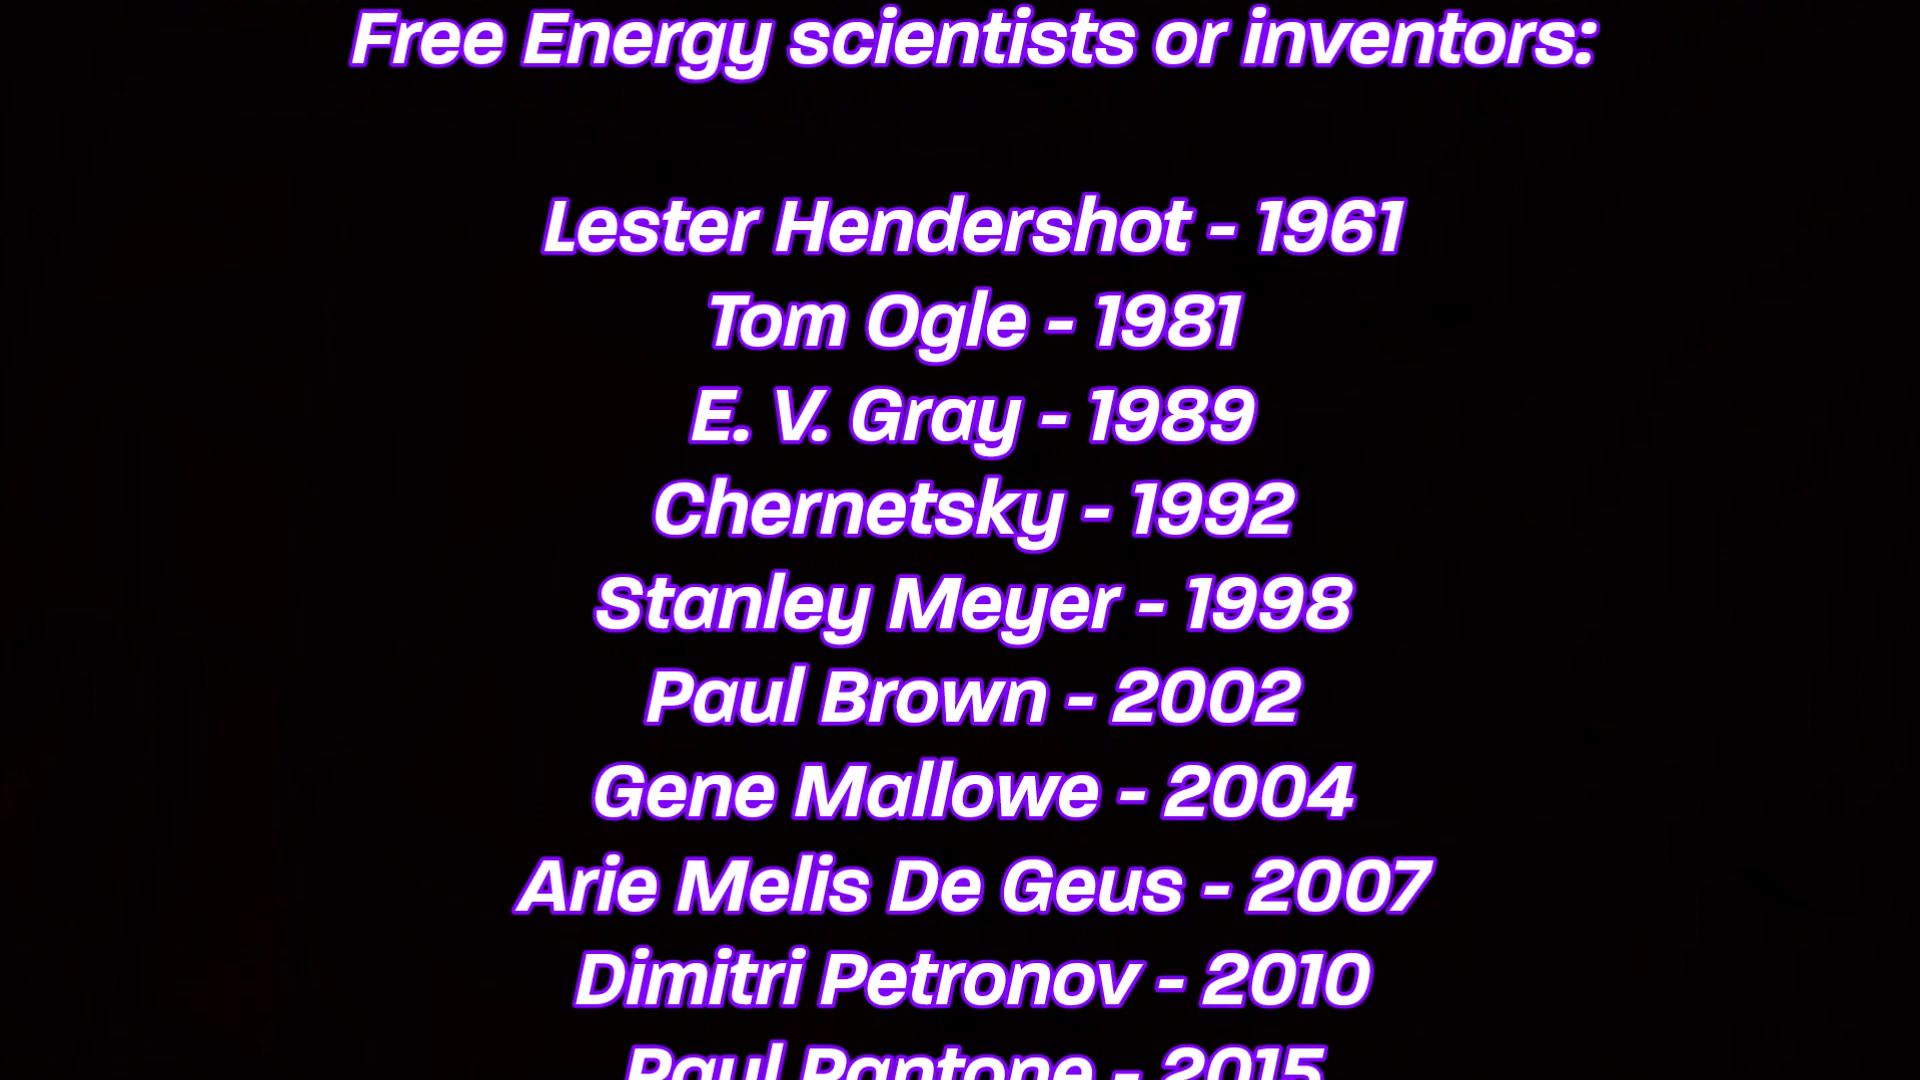 Free Energy scientists or inventors:
Lester Hendershot - 1961
Tom Ogle - 1981
E. V. Gray - 1989
Chernetsky - 1992
Stanley Meyer - 1998
Paul Brown - 2002
Gene Mallowe - 2004
Arie Melis De Geus - 2007
Dimitri Petronov - 2010
Paul Pantone - 2015